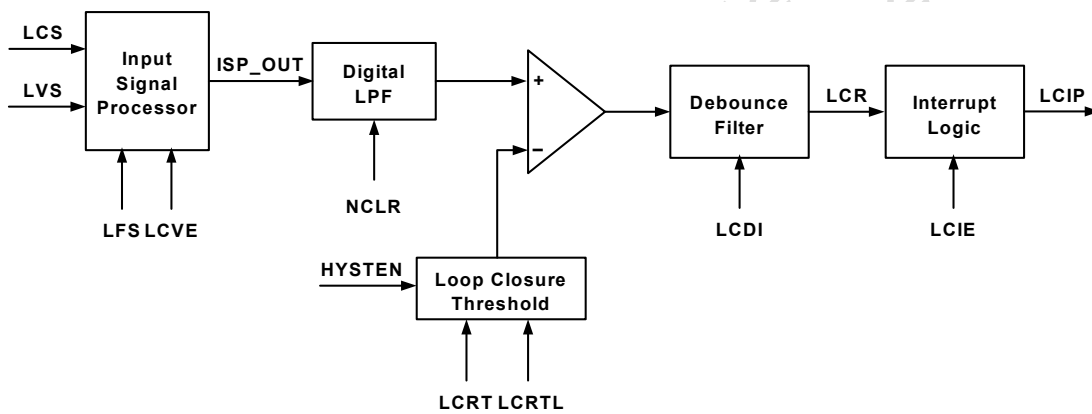 LCS
LVS
Input
Signal
Processor
LFS LCVE
ISP_OUT
Digital
LPF
NCLR
+
−
HYSTEN
Loop Closure
Threshold
LCRT LCRTL
Debounce
Filter
LCDI
LCR
Interrupt
Logic
LCIE
LCIP